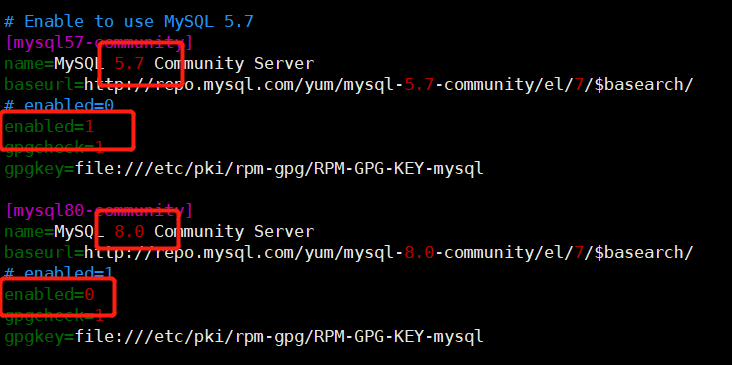 # Enable to use MySQL 5.7
[mysql57-community]
name=MySQL 5.7 Community Server
baseurl=http://repo.mysql.com/yum/mysql-5.7-community/el/7/$basearch/
# enabled=0
enabled=1
gpgcheck=1
gpgkey=file:///etc/pki/rpm-gpg/RPM-GPG-KEY-mysql
[mysql80-community]
name=MySQL 8.0 Community Server
baseurl=http://repo.mysql.com/yum/mysql-8.0-community/el/7/$basearch/
# enabled=1
enabled=0
gpgcheck=1
gpgkey=file:///etc/pki/rpm-gpg/RPM-GPG-KEY-mysql